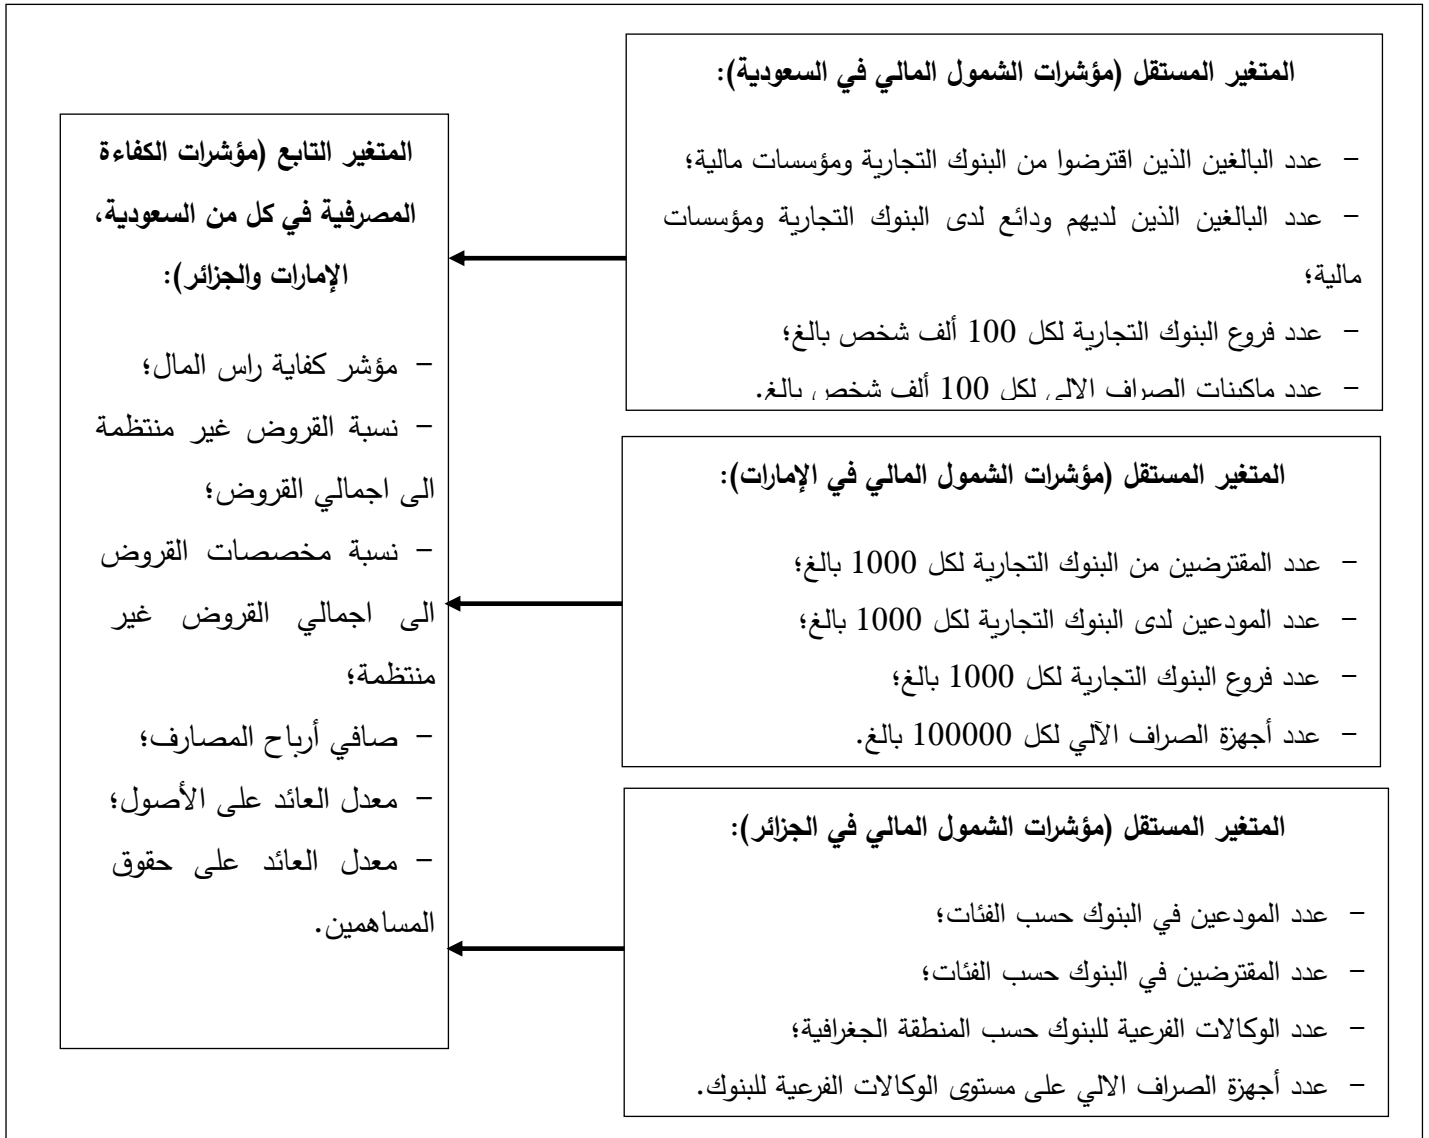 المتغير المستقل (مؤشرات الشمول المالي في السعودية):
- عدد البالغين الذين اقترضوا من البنوك التجارية ومؤسسات مالية؛
- عدد البالغين الذين لديهم ودائع لدى البنوك التجارية ومؤسسات
مالية؛
- عدد فروع البنوك التجارية لكل 100 ألف شخص بالغ؛
- عدد ماكينات الصراف الالي لكل 100 ألف شخص بالغ.
المتغير المستقل (مؤشرات الشمول المالي في الإمارات):
- عدد المقترضين من البنوك التجارية لكل 1000 بالغ؛
- عدد المودعين لدى البنوك التجارية لكل 1000 بالغ؛
- عدد فروع البنوك التجارية لكل 1000 بالغ؛
- عدد أجهزة الصراف الآلي لكل 100000 بالغ.
المتغير المستقل (مؤشرات الشمول المالي في الجزائر):
- عدد المودعين في البنوك حسب الفئات؛
- عدد المقترضين في البنوك حسب الفئات؛
- عدد الوكالات الفرعية للبنوك حسب المنطقة الجغرافية؛
- عدد أجهزة الصراف الالي على مستوى الوكالات الفرعية للبنوك.
المتغير التابع (مؤشرات الكفاءة
المصرفية في كل من السعودية،
الإمارات والجزائر):
- مؤشر كفاية راس المال؛
- نسبة القروض غير منتظمة
الى اجمالي القروض؛
- نسبة مخصصات القروض
الى اجمالي القروض غير
منتظمة؛
- صافي أرباح المصارف؛
- معدل العائد على الأصول؛
- معدل العائد على حقوق
المساهمين.